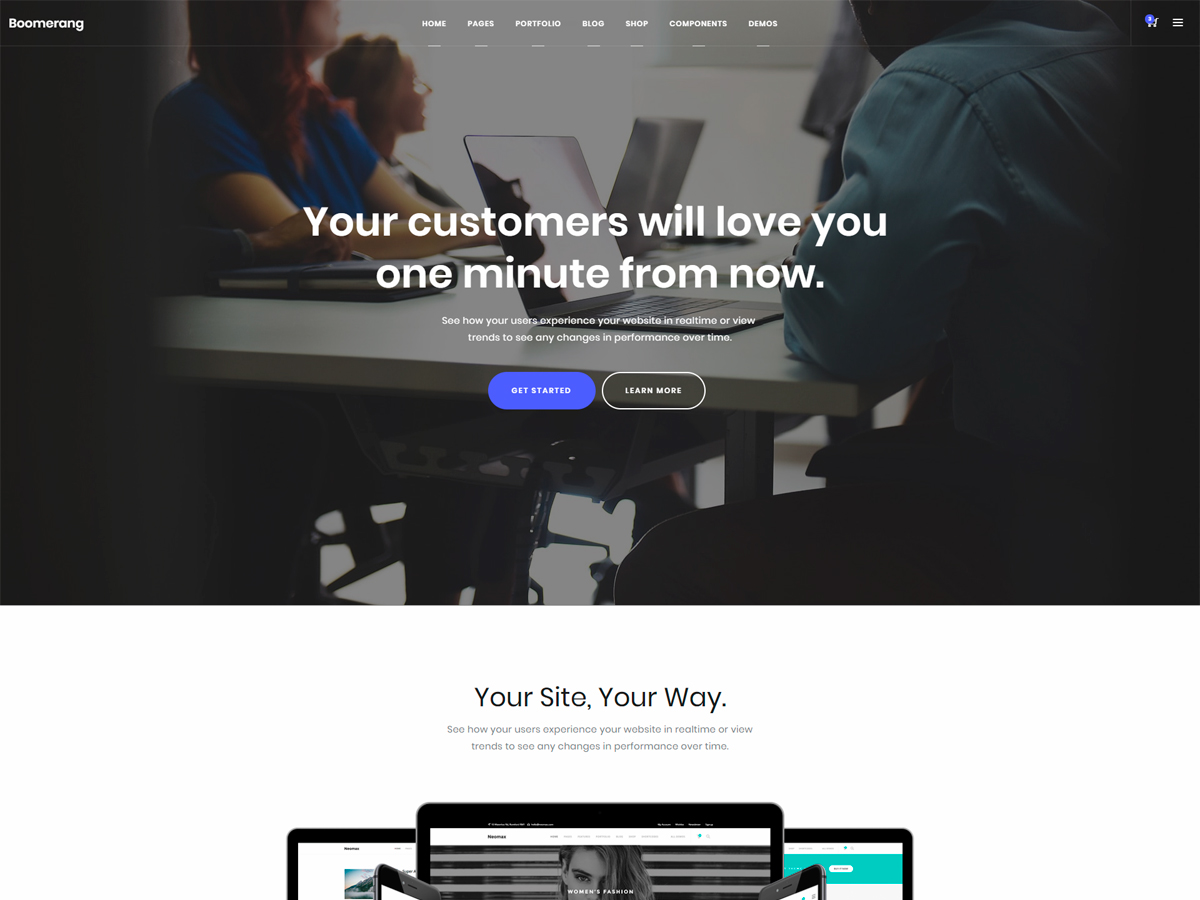 Boomerang
HOME PAGES PORTFOLIO BLOG SHOP COMPONENTS DEMOS
3
Your customers will love you
one minute from now.
See how your users experience your website in realtime or view
trends to see any changes in performance over time.
GET STARTED LEARN MORE
Your Site, Your Way.
See how your users experience your website in realtime or view
trends to see any changes in performance over time.
Neomax
Neomax
WOMEN'S FASHION